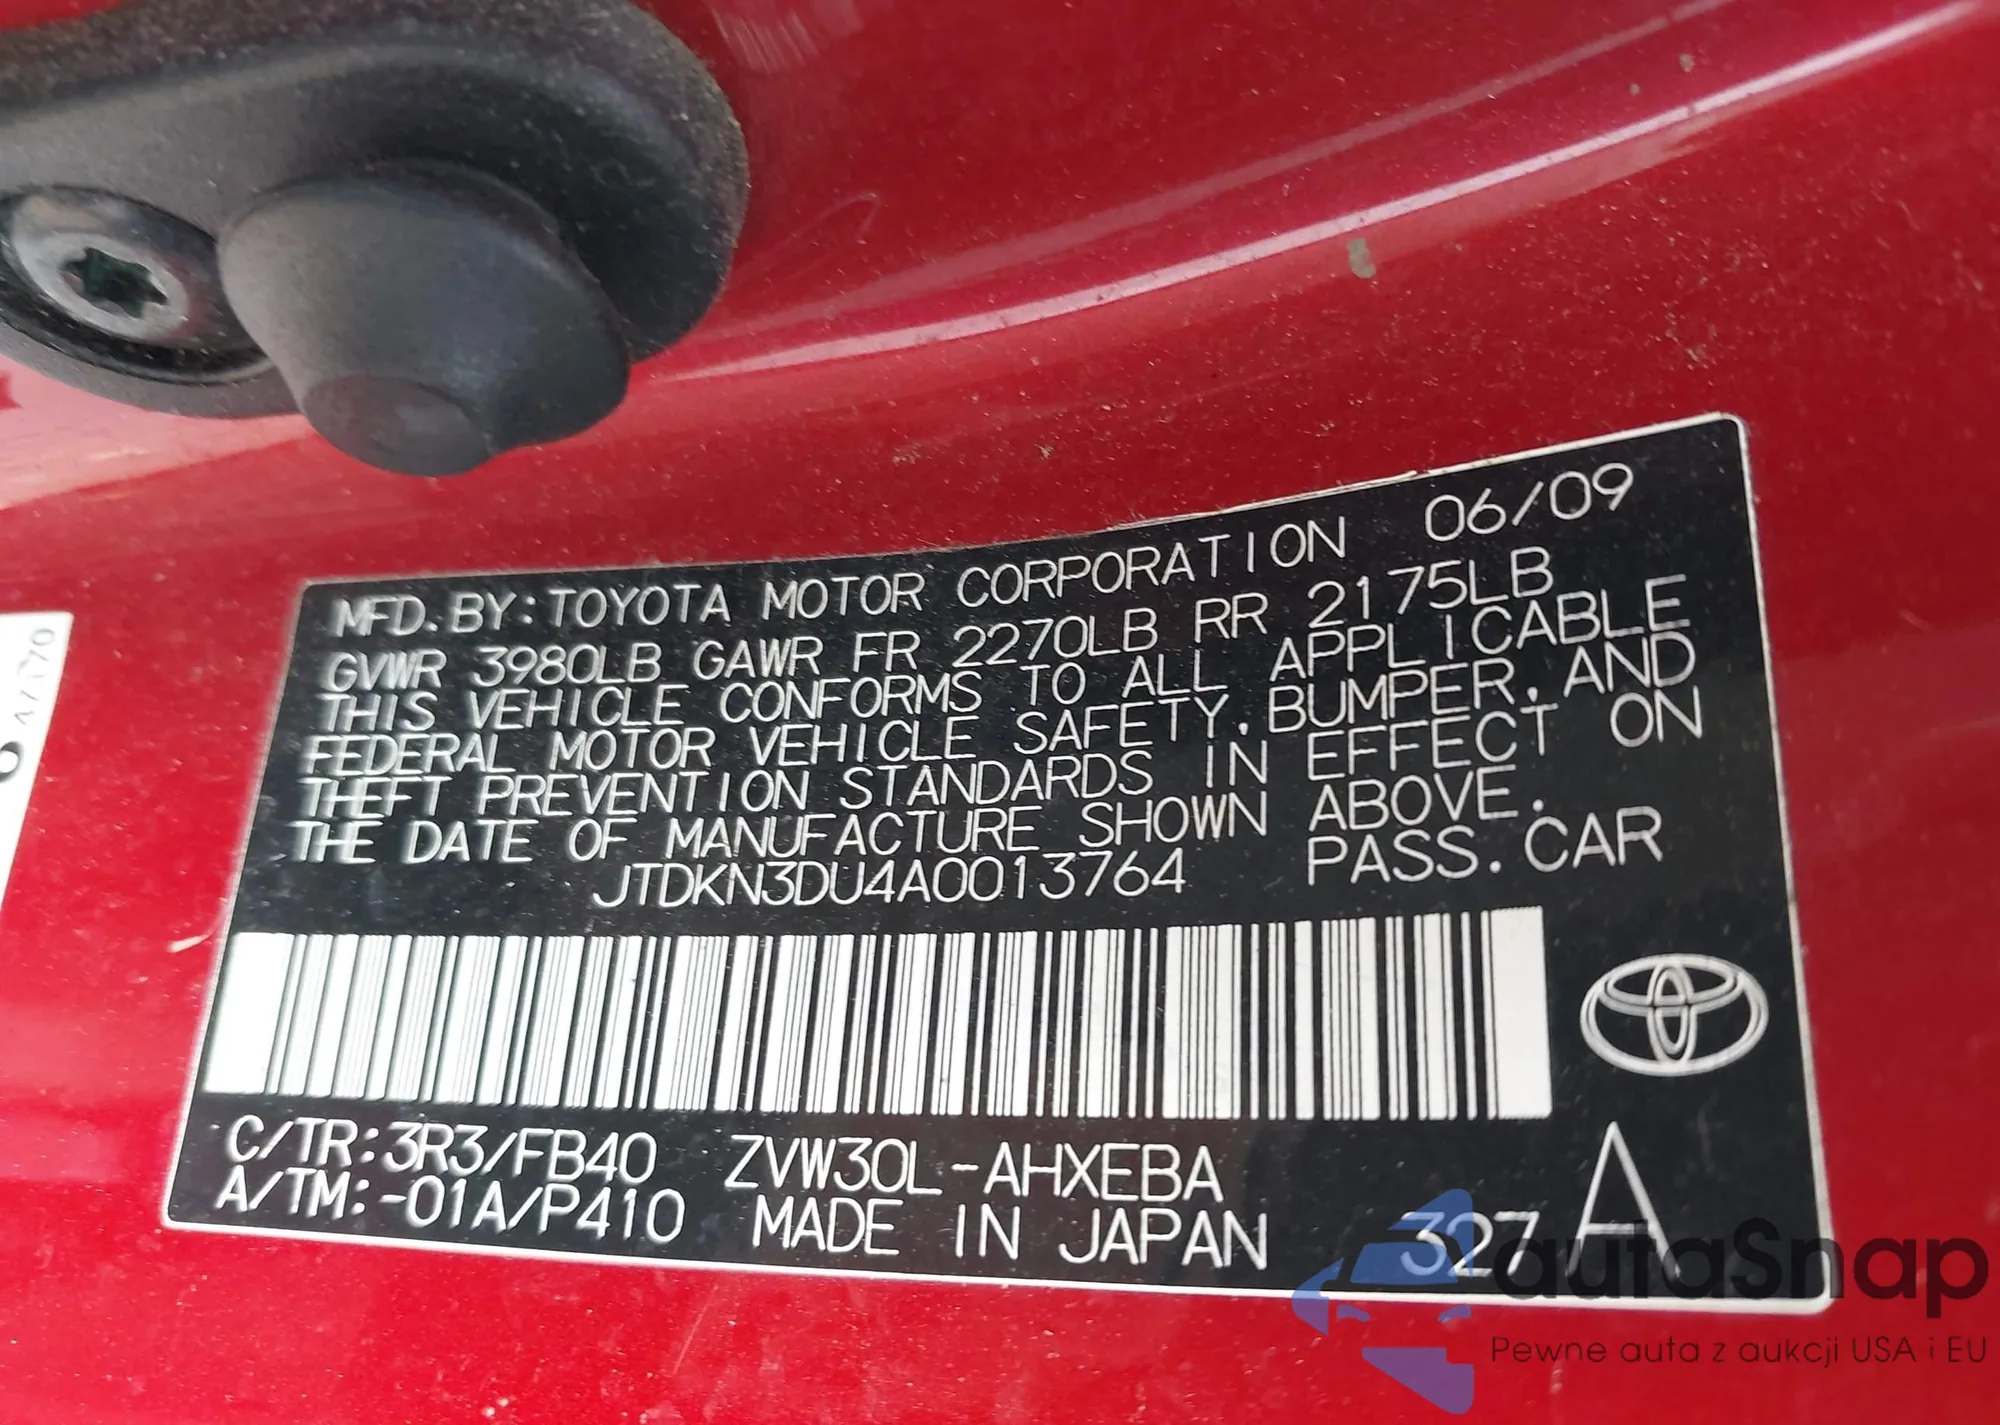 MFD. BY: TOYOTA MOTOR CORPORATION 06/09
GVWR 3980LB GAWR FR 2270LB RR 2175LB
THIS VEHICLE CONFORMS TO ALL APPLICABLE
FEDERAL MOTOR VEHICLE SAFETY, BUMPER, AND
THEFT PREVENTION STANDARDS IN EFFECT ON
THE DATE OF MANUFACTURE SHOWN ABOVE.
JTDKN3DU4A0013764 PASS. CAR
C/TR: 3R3/FB40 ZVW30L-AHXEBA
A/TM: -01A/P410 MADE IN JAPAN 327 A
autaSnap
Pewne auta z aukcji USA i EU